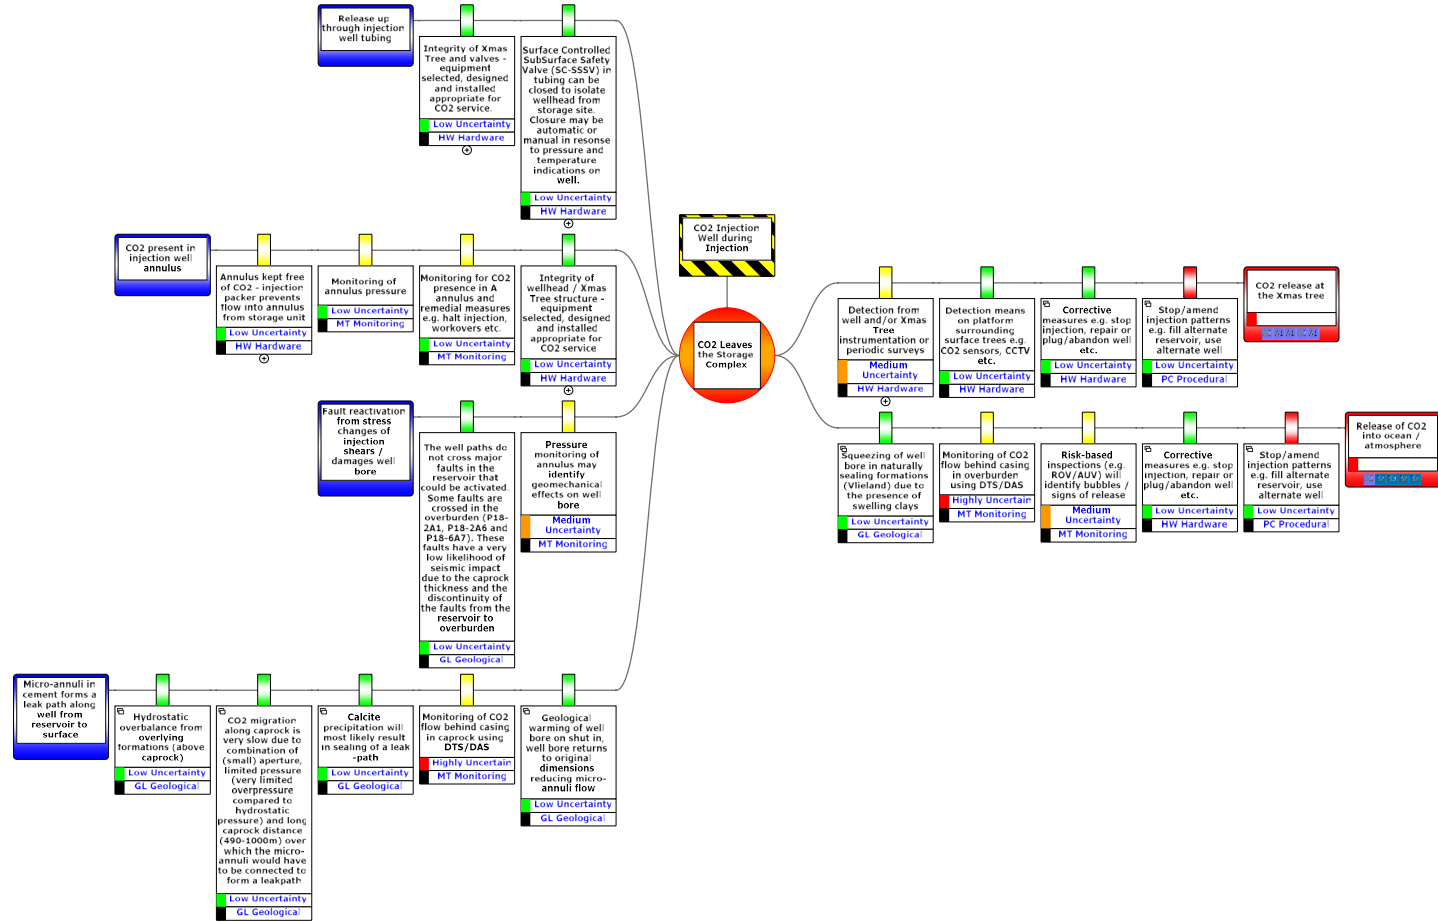 Release up
through injection
well tubing
Integrity of Xmas
Tree and valves -
equipment
selected, designed
and installed
appropriate for
CO2 service.
Low Uncertainty
HW Hardware
Surface Controlled
SubSurface Safety
Valve (SC-SSSV) in
tubing can be
closed to isolate
wellhead from
storage site.
Closure may be
automatic or
manual in resonse
to pressure and
temperature
indications on
well.
Low Uncertainty
HW Hardware
CO2 present in
injection well
annulus
Annulus kept free
of CO2 - injection
packer prevents
flow into annulus
from storage unit
Low Uncertainty
HW Hardware
Monitoring of
annulus pressure
Low Uncertainty
MT Monitoring
Monitoring for CO2
presence in A
annulus and
remedial measures
e.g. halt injection,
workovers etc.
Low Uncertainty
MT Monitoring
Integrity of
wellhead / Xmas
Tree structure -
equipment
selected, designed
and installed
appropriate for
CO2 service
Low Uncertainty
HW Hardware
Fault reactivation
from stress
changes of
injection
shears /
damages well
bore
The well paths do
not cross major
faults in the
reservoir that
could be activated.
Some faults are
crossed in the
overburden (P18-
2A1, P18-2A6 and
P18-6A7). These
faults have a very
low likelihood of
seismic impact
due to the caprock
thickness and the
discontinuity of
the faults from the
reservoir to
overburden
Low Uncertainty
GL Geological
Pressure
monitoring of
annulus may
identify
geomechanical
effects on well
bore
Medium
Uncertainty
MT Monitoring
Micro-annuli in
cement forms a
leak path along
well from
reservoir to
surface
Hydrostatic
overbalance from
overlying
formations (above
caprock)
Low Uncertainty
GL Geological
CO2 migration
along caprock is
very slow due to
combination of
(small) aperture,
limited pressure
(very limited
overpressure
compared to
hydrostatic
pressure) and long
caprock distance
(490-1000m) over
which the micro-
annuli would have
to be connected to
form a leakpath
Low Uncertainty
GL Geological
Calcite
precipitation will
most likely result
in sealing of a leak
-path
Low Uncertainty
GL Geological
Monitoring of CO2
flow behind casing
in caprock using
DTS/DAS
Highly Uncertain
MT Monitoring
Geological
warming of well
bore on shut in,
well bore returns
to original
dimensions
reducing micro-
annuli flow
Low Uncertainty
GL Geological
CO2 Injection
Well during
Injection
CO2 Leaves
the Storage
Complex
Detection from
well and/or Xmas
Tree
instrumentation or
periodic surveys
Medium
Uncertainty
HW Hardware
Detection means
on platform
surrounding
surface trees e.g.
CO2 sensors, CCTV
etc.
Low Uncertainty
HW Hardware
Corrective
measures e.g. stop
injection, repair or
plug/abandon well
etc.
Low Uncertainty
HW Hardware
Stop/amend
injection patterns
e.g. fill alternate
reservoir, use
alternate well
Low Uncertainty
PC Procedural
CO2 release at
the Xmas tree
Squeezing of well
bore in naturally
sealing formations
(Vlieland) due to
the presence of
swelling clays
Low Uncertainty
GL Geological
Monitoring of CO2
flow behind casing
in overburden
using DTS/DAS
Highly Uncertain
MT Monitoring
Risk-based
inspections (e.g.
ROV/AUV) will
identify bubbles /
signs of release
Medium
Uncertainty
MT Monitoring
Corrective
measures e.g. stop
injection, repair or
plug/abandon well
etc.
Low Uncertainty
HW Hardware
Stop/amend
injection patterns
e.g. fill alternate
reservoir, use
alternate well
Low Uncertainty
PC Procedural
Release of CO2
into ocean /
atmosphere